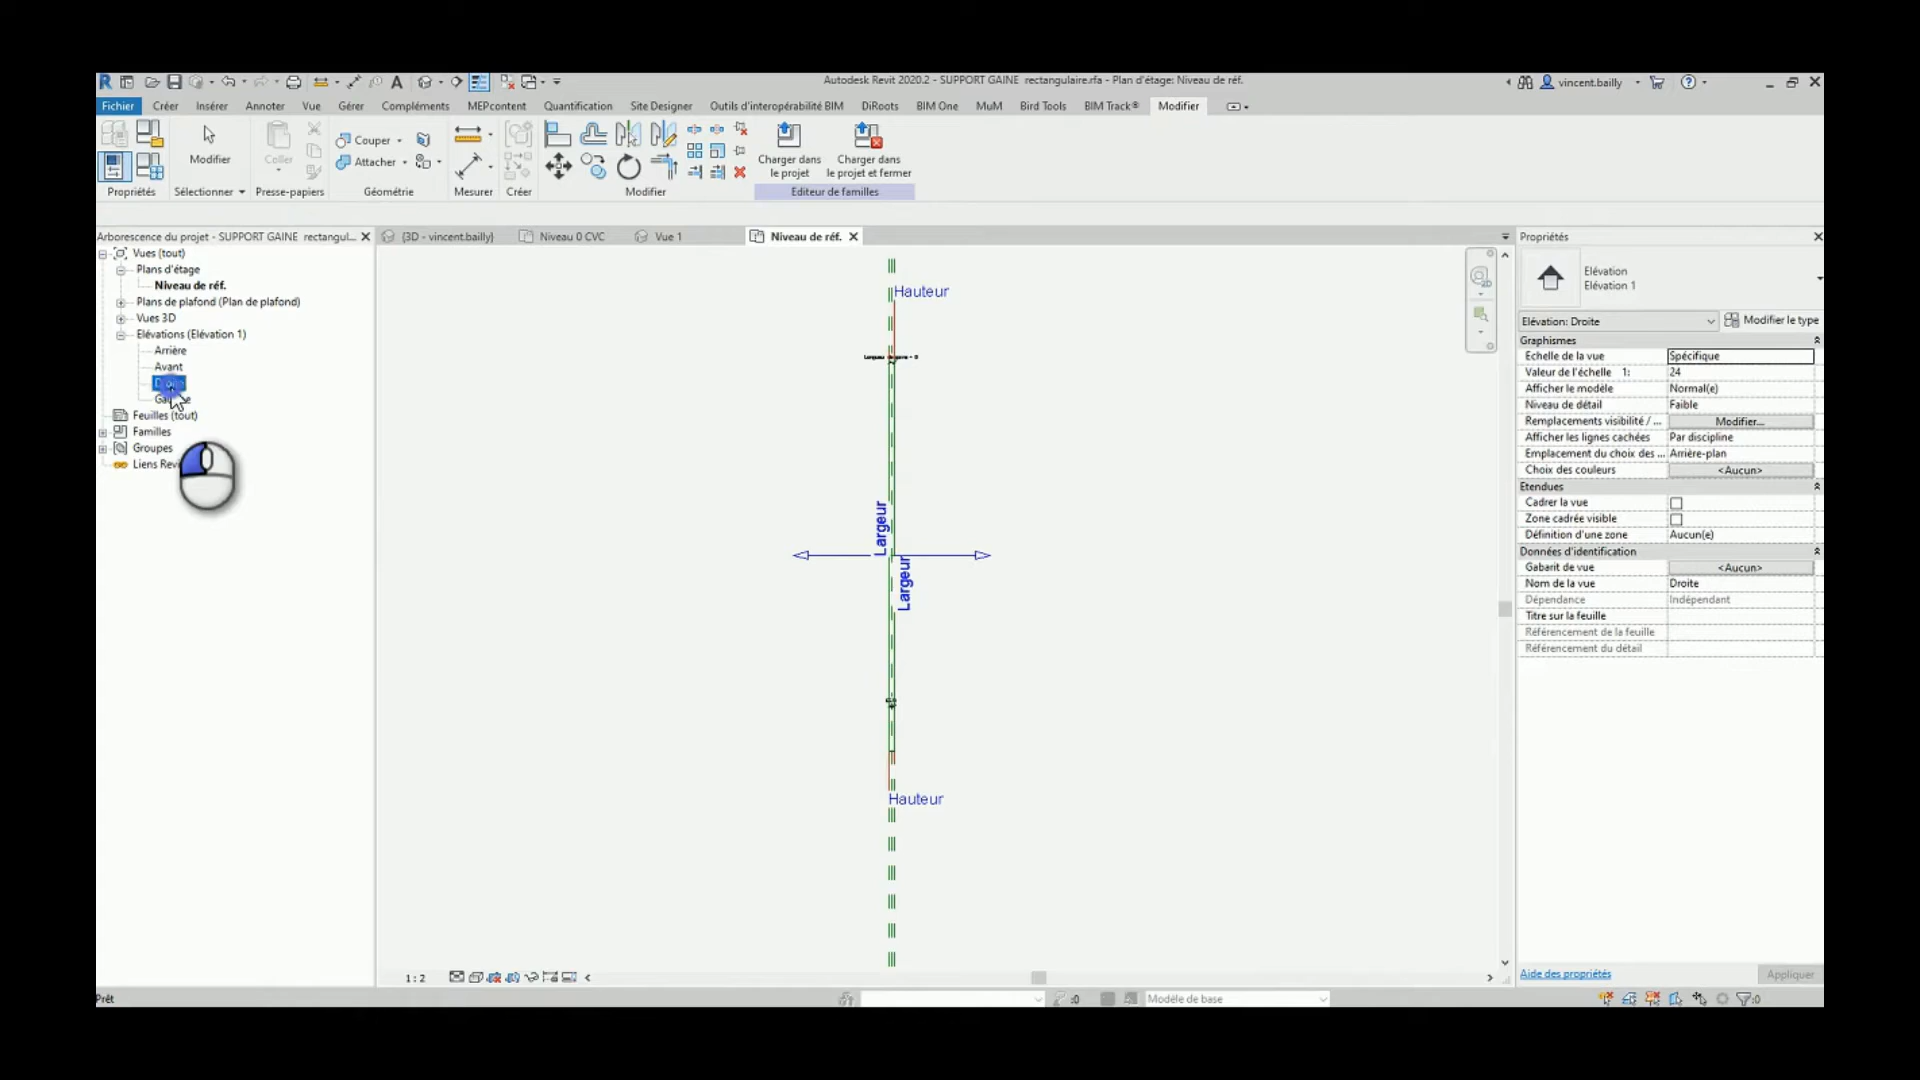 Autodesk Revit 2020.2 - SUPPORT GAINE rectangulaire.rfa - Plan d'étage: Niveau de réf.
vincent.bailly
Fichier Créer Insérer Annoter Vue Gérer Compléments MEPcontent Quantification Site Designer Outils d'interopérabilité BIM DiRoots BIM One MuM Bird Tools BIM Track® Modifier
Modifier
Coller
Couper
Attacher
Charger dans le projet
Charger dans le projet et fermer
Propriétés Sélectionner Presse-papiers Géométrie Mesurer Créer Modifier Editeur de familles
Arborescence du projet - SUPPORT GAINE rectangul...
{3D - vincent.bailly} Niveau 0 CVC Vue 1 Niveau de réf.
Vues (tout)
Plans d'étage
Niveau de réf.
Plans de plafond (Plan de plafond)
Vues 3D
Elévations (Elévation 1)
Arrière
Avant
Feuilles (tout)
Familles
Groupes
Liens Revi
Hauteur
Largeur
Largeur
Hauteur
1 : 2
Propriétés
Elévation
Elévation 1
Elévation: Droite Modifier le type
Graphismes
Echelle de la vue Spécifique
Valeur de l'échelle 1: 24
Afficher le modèle Normal(e)
Niveau de détail Faible
Remplacements visibilité / ... Modifier...
Afficher les lignes cachées Par discipline
Emplacement du choix des ... Arrière-plan
Choix des couleurs <Aucun>
Etendues
Cadrer la vue
Zone cadrée visible
Définition d'une zone Aucun(e)
Données d'identification
Gabarit de vue <Aucun>
Nom de la vue Droite
Dépendance Indépendant
Titre sur la feuille
Référencement de la feuille
Référencement du détail
Aide des propriétés Appliquer
Prêt :0 Modèle de base :0